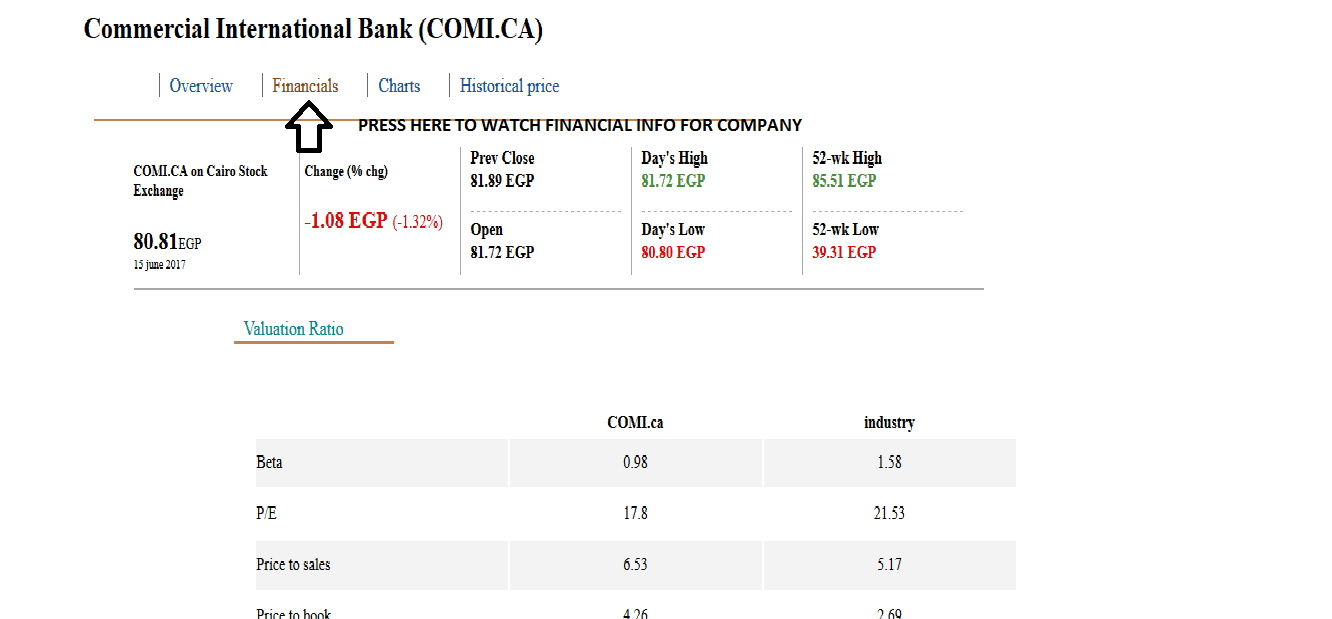 Commercial International Bank (COMI.CA)
Overview Financials Charts Historical price
PRESS HERE TO WATCH FINANCIAL INFO FOR COMPANY
COMI.CA on Cairo Stock
Exchange
80.81EGP
15 june 2017
Change (% chg)
-1.08 EGP (-1.32%)
Prev Close
81.89 EGP
Open
81.72 EGP
Day's High
81.72 EGP
Day's Low
80.80 EGP
52-wk High
85.51 EGP
52-wk Low
39.31 EGP
Valuation Ratio
COMI.ca industry
Beta 0.98 1.58
P/E 17.8 21.53
Price to sales 6.53 5.17
Price to book 4.26 2.69